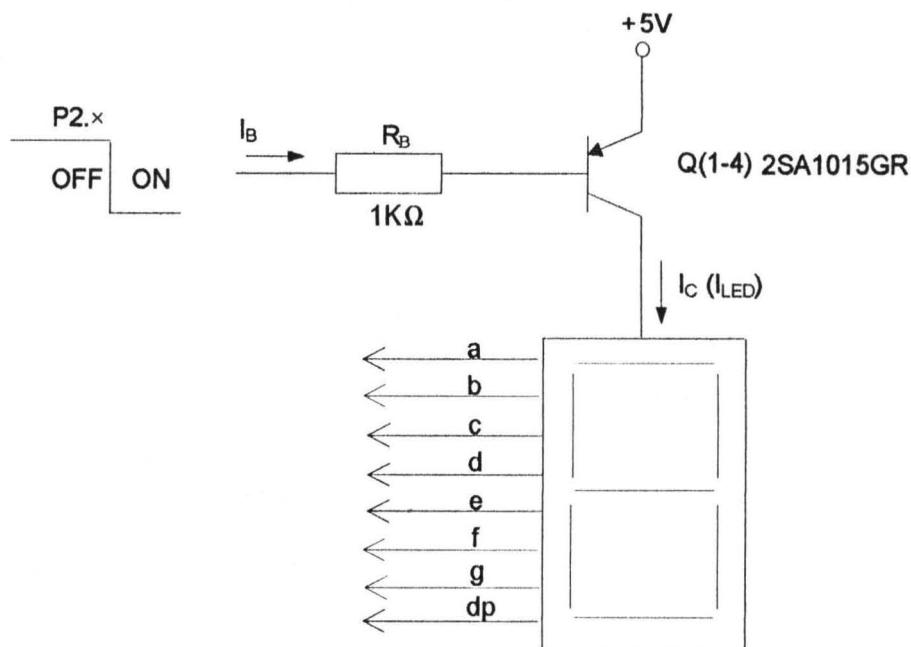 +5V
P2.×
OFF ON
I_B
R_B
1KΩ
Q(1-4) 2SA1015GR
I_C (I_LED)
a
b
c
d
e
f
g
dp